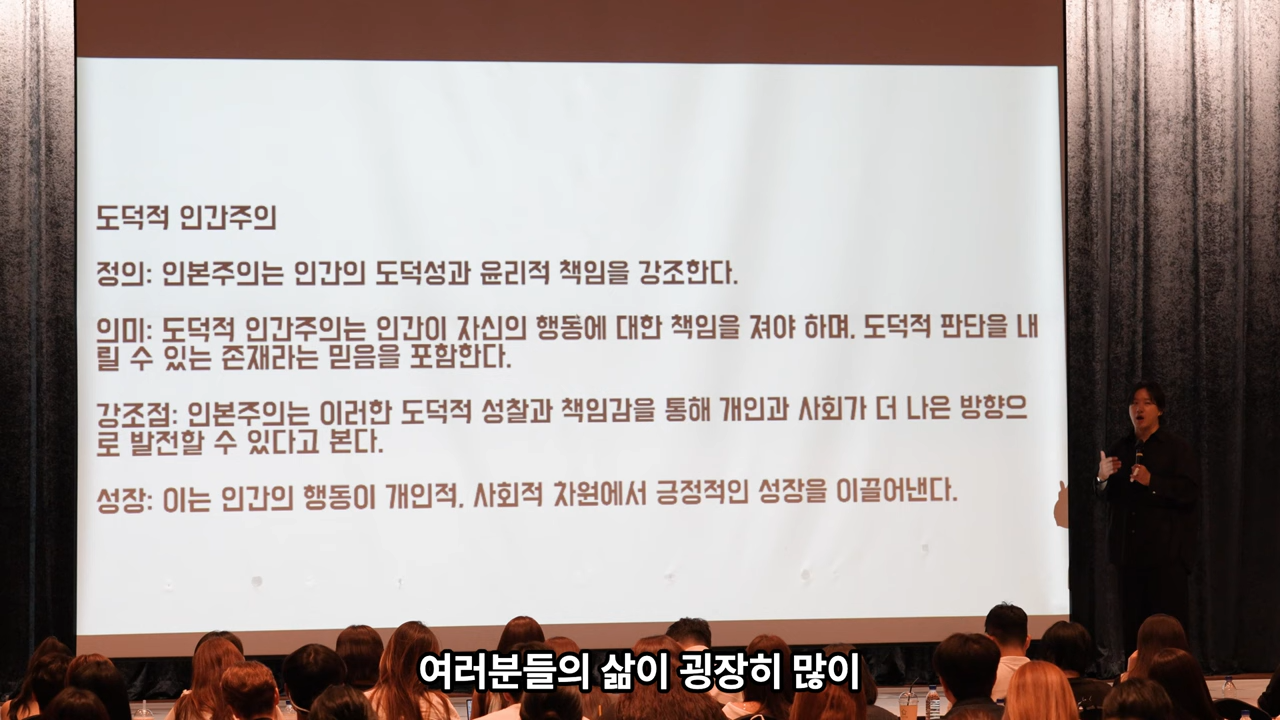 도덕적 인간주의
정의: 인본주의는 인간의 도덕성과 윤리적 책임을 강조한다.
의미: 도덕적 인간주의는 인간이 자신의 행동에 대한 책임을 져야 하며, 도덕적 판단을 내
릴 수 있는 존재라는 믿음을 포함한다.
강조점: 인본주의는 이러한 도덕적 성찰과 책임감을 통해 개인과 사회가 더 나은 방향으
로 발전할 수 있다고 본다.
성장: 이는 인간의 행동이 개인적, 사회적 차원에서 긍정적인 성장을 이끌어낸다.
여러분들의 삶이 굉장히 많이